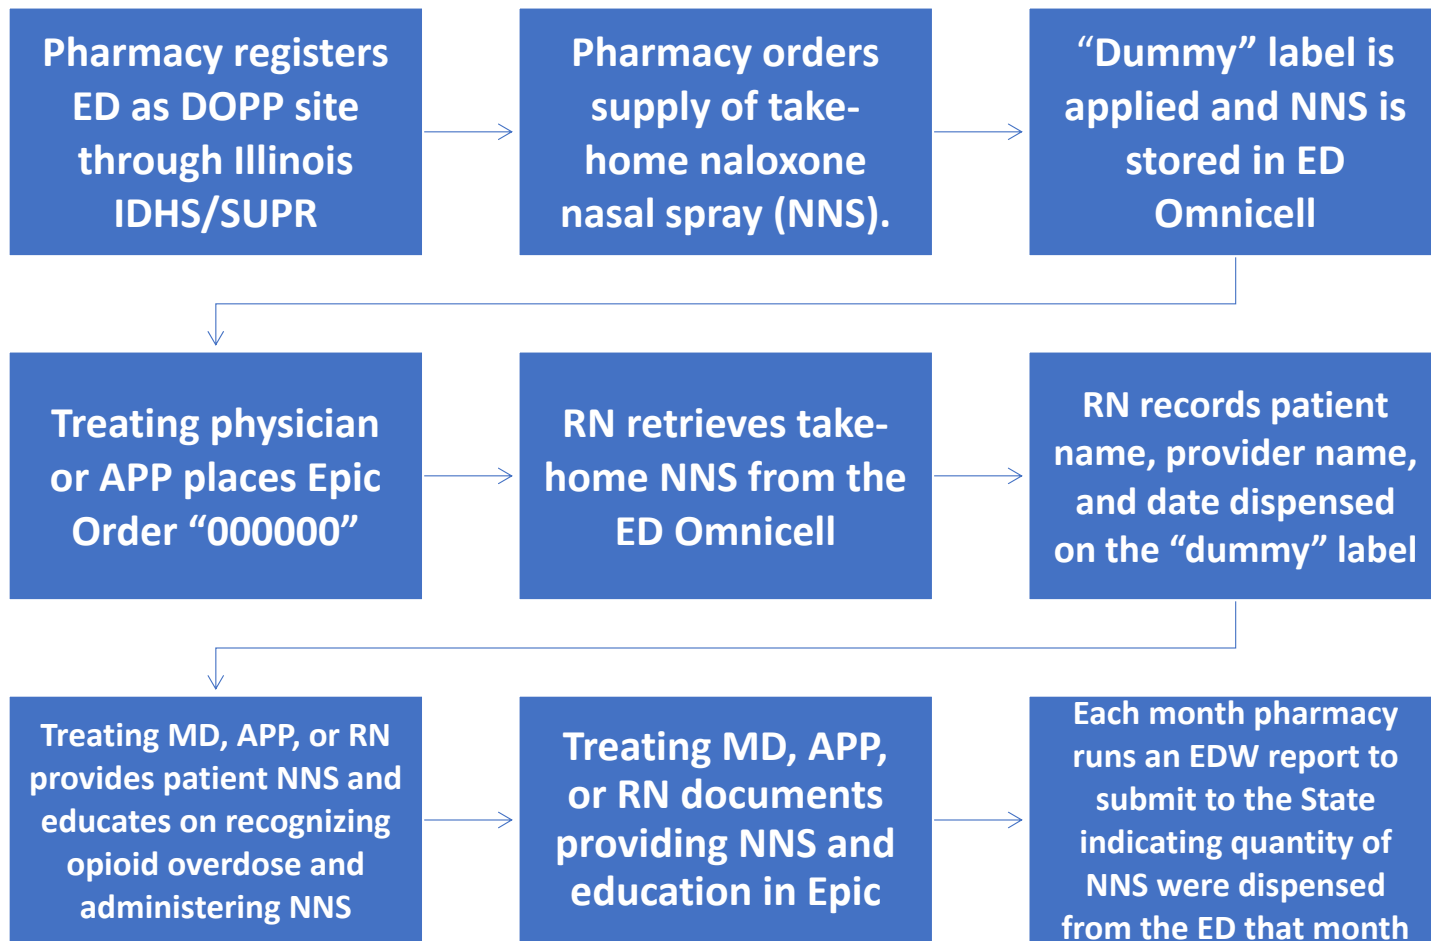 Pharmacy registers
ED as DOPP site
through Illinois
IDHS/SUPR
Pharmacy orders
supply of take-
home naloxone
nasal spray (NNS).
“Dummy” label is
applied and NNS is
stored in ED
Omnicell
Treating physician
or APP places Epic
Order “000000”
RN retrieves take-
home NNS from the
ED Omnicell
RN records patient
name, provider name,
and date dispensed
on the “dummy” label
Treating MD, APP, or RN
provides patient NNS and
educates on recognizing
opioid overdose and
administering NNS
Treating MD, APP,
or RN documents
providing NNS and
education in Epic
Each month pharmacy
runs an EDW report to
submit to the State
indicating quantity of
NNS were dispensed
from the ED that month